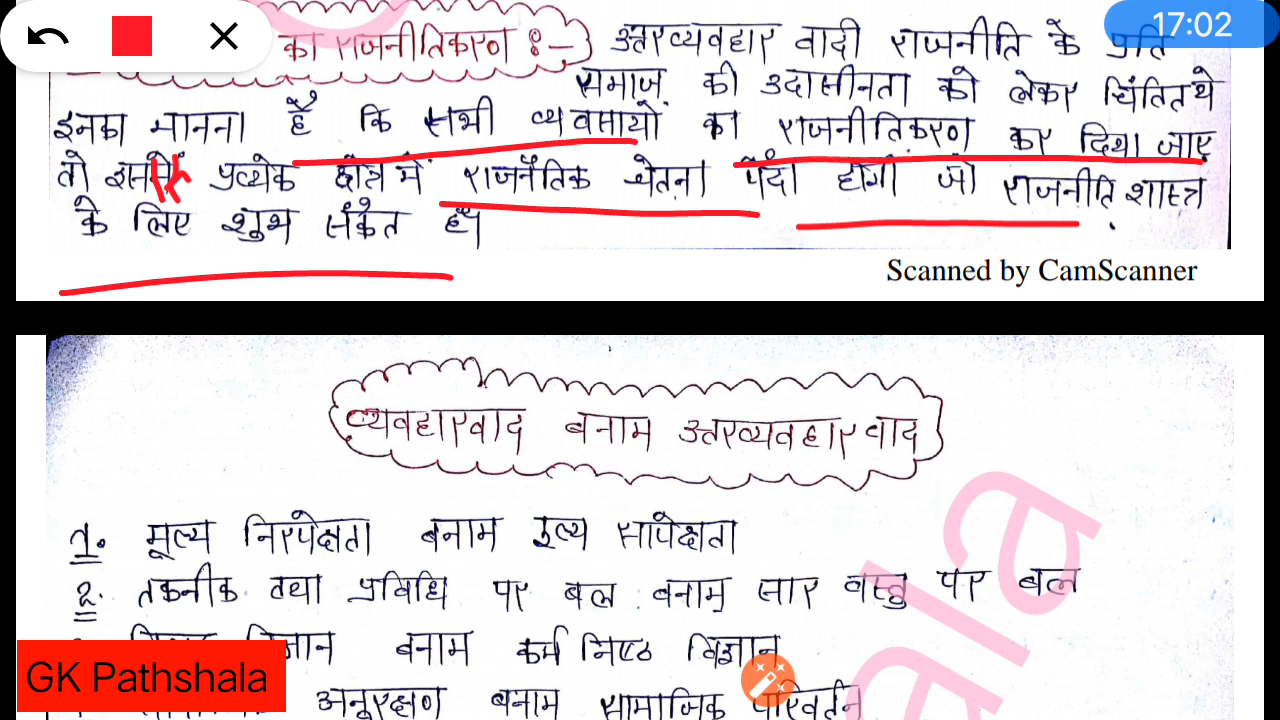 17:02
का राजनीतिकरण :- उत्तरव्यवहार वादी राजनीति के प्रति
समाज की उदासीनता को लेकर चिंतित थे
इनका मानना है कि सभी व्यवसायों का राजनीतिकरण कर दिया जाए
तो इससे प्रत्येक क्षेत्र में राजनैतिक चेतना पैदा होगी जो राजनीति शास्त्र
के लिए शुभ संकेत है।
Scanned by CamScanner
व्यवहारवाद बनाम उत्तरव्यवहारवाद
1. मूल्य निरपेक्षता बनाम मूल्य सापेक्षता
2. तकनीक तथा प्रविधि पर बल बनाम सार वस्तु पर बल
बनाम कर्म निष्ठ विज्ञान
अनुरक्षण बनाम सामाजिक परिवर्तन
GK Pathshala